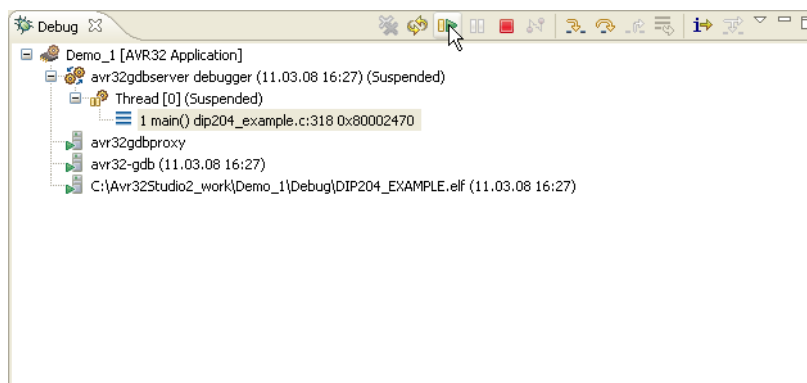 Debug
Demo_1 [AVR32 Application]
avr32gdbserver debugger (11.03.08 16:27) (Suspended)
Thread [0] (Suspended)
1 main() dip204_example.c:318 0x80002470
avr32gdbproxy
avr32-gdb (11.03.08 16:27)
C:\Avr32Studio2_work\Demo_1\Debug\DIP204_EXAMPLE.elf (11.03.08 16:27)